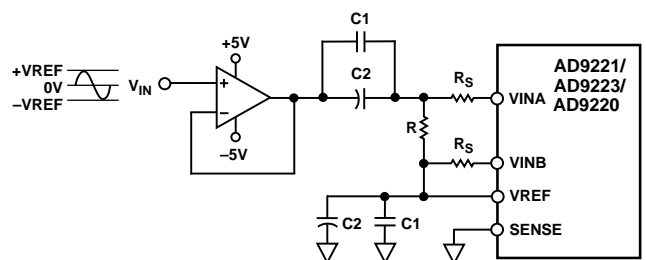 C1
+5V
+VREF
0V
–VREF
VIN
+
–
C2
–5V
RS
R
RS
C2
C1
AD9221/
AD9223/
AD9220
VINA
VINB
VREF
SENSE